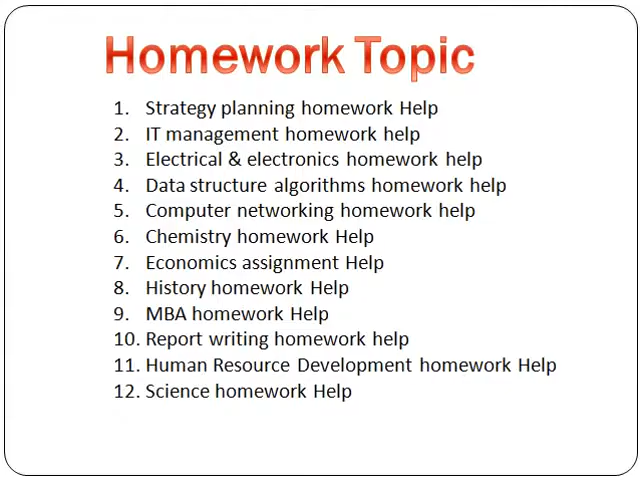 Homework Topic
1. Strategy planning homework Help
2. IT management homework help
3. Electrical & electronics homework help
4. Data structure algorithms homework help
5. Computer networking homework help
6. Chemistry homework Help
7. Economics assignment Help
8. History homework Help
9. MBA homework Help
10. Report writing homework help
11. Human Resource Development homework Help
12. Science homework Help